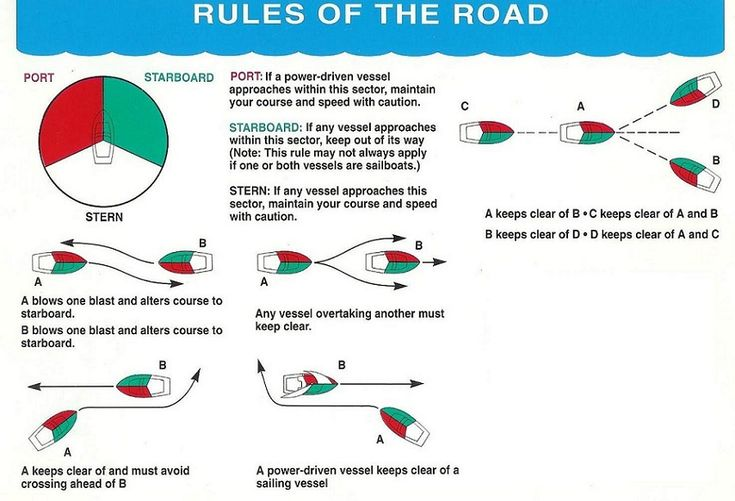 RULES OF THE ROAD
PORT
STARBOARD
STERN
PORT: If a power-driven vessel
approaches within this sector, maintain
your course and speed with caution.
STARBOARD: If any vessel approaches
within this sector, keep out of its way
(Note: This rule may not always apply
if one or both vessels are sailboats.)
STERN: If any vessel approaches this
sector, maintain your course and speed
with caution.
C
A
D
B
A keeps clear of B • C keeps clear of A and B
B keeps clear of D • D keeps clear of A and C
B
A
A blows one blast and alters course to
starboard.
B blows one blast and alters course to
starboard.
B
A
Any vessel overtaking another must
keep clear.
B
A
A keeps clear of and must avoid
crossing ahead of B
B
A
A power-driven vessel keeps clear of a
sailing vessel